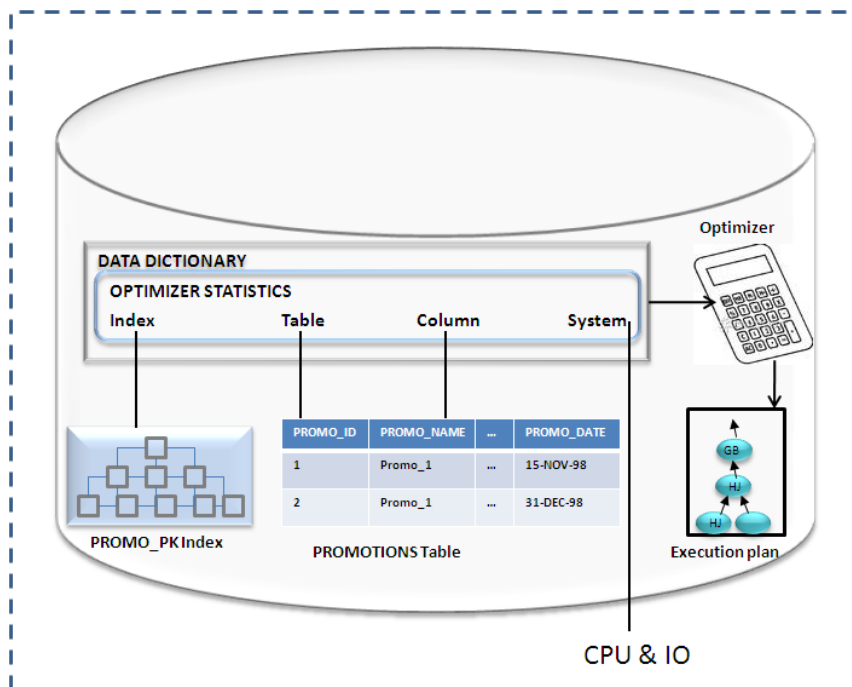 Optimizer
DATA DICTIONARY
OPTIMIZER STATISTICS
Index Table Column System
PROMO_ID PROMO_NAME ... PROMO_DATE
1 Promo_1 ... 15-NOV-98
2 Promo_1 ... 31-DEC-98
GB
HJ
HJ
PROMO_PK Index
PROMOTIONS Table
Execution plan
CPU & IO